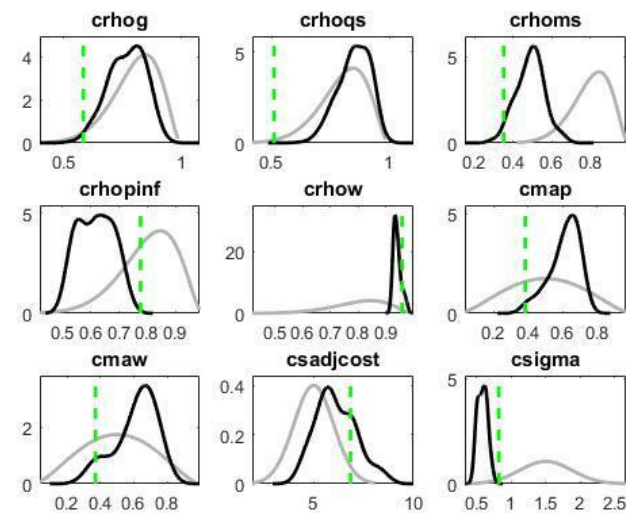 crhog crhoqs crhoms
4 2 0 0.5 1
5 0 0.5 1
5 0 0.2 0.4 0.6 0.8
crhopinf crhow cmap
5 0 0.5 0.6 0.7 0.8 0.9
20 0 0.5 0.6 0.7 0.8 0.9
5 0 0.2 0.4 0.6 0.8
cmaw csadjcost csigma
2 0 0.2 0.4 0.6 0.8
0.4 0.2 0 5 10
5 0 0.5 1 1.5 2 2.5